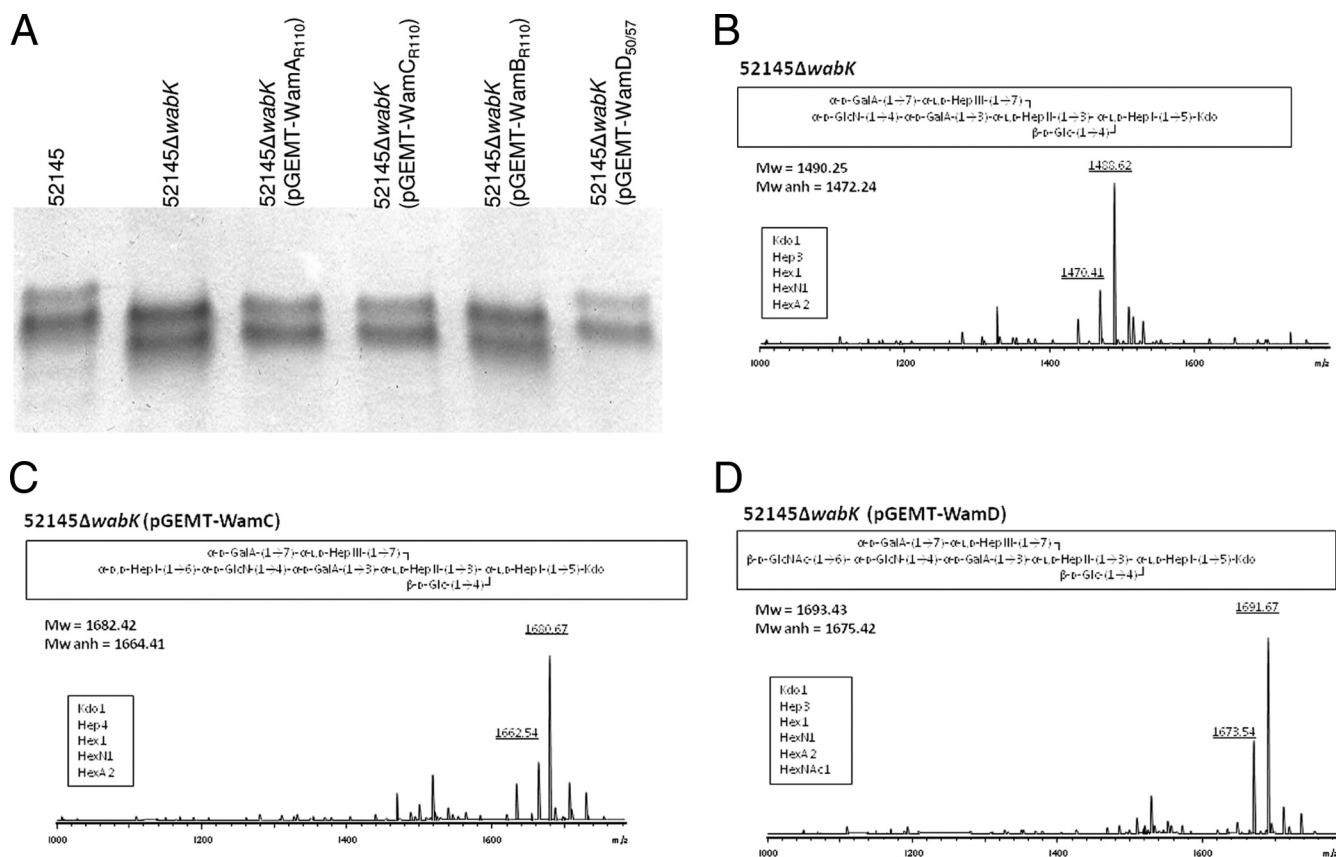 A
52145
52145ΔwabK
52145ΔwabK
(pGEMT-WamA_R110)
52145ΔwabK
(pGEMT-WamC_R110)
52145ΔwabK
(pGEMT-WamB_R110)
52145ΔwabK
(pGEMT-WamD_50/57)
B
52145ΔwabK
α-D-GalA-(1→7)-α-L,D-HepIII-(1→7)
α-D-GlcN-(1→4)-α-D-GalA-(1→3)-α-L,D-HepII-(1→3)-α-L,D-HepI-(1→5)-Kdo
β-D-Glc-(1→4)
Mw = 1490.25
Mw anh = 1472.24
1488.62
1470.41
Kdo1
Hep3
Hex1
HexN1
HexA2
1000 1200 1400 1600 m/z
C
52145ΔwabK (pGEMT-WamC)
α-D-GalA-(1→7)-α-L,D-HepIII-(1→7)
α-D,D-HepI-(1→6)-α-D-GlcN-(1→4)-α-D-GalA-(1→3)-α-L,D-HepII-(1→3)-α-L,D-HepI-(1→5)-Kdo
β-D-Glc-(1→4)
Mw = 1682.42
Mw anh = 1664.41
1680.67
1662.54
Kdo1
Hep4
Hex1
HexN1
HexA2
1000 1200 1400 1600 m/z
D
52145ΔwabK (pGEMT-WamD)
α-D-GalA-(1→7)-α-L,D-HepIII-(1→7)
β-D-GlcNAc-(1→6)-α-D-GlcN-(1→4)-α-D-GalA-(1→3)-α-L,D-HepII-(1→3)-α-L,D-HepI-(1→5)-Kdo
β-D-Glc-(1→4)
Mw = 1693.43
Mw anh = 1675.42
1691.67
1673.54
Kdo1
Hep3
Hex1
HexN1
HexA2
HexNAc1
1000 1200 1400 1600 m/z